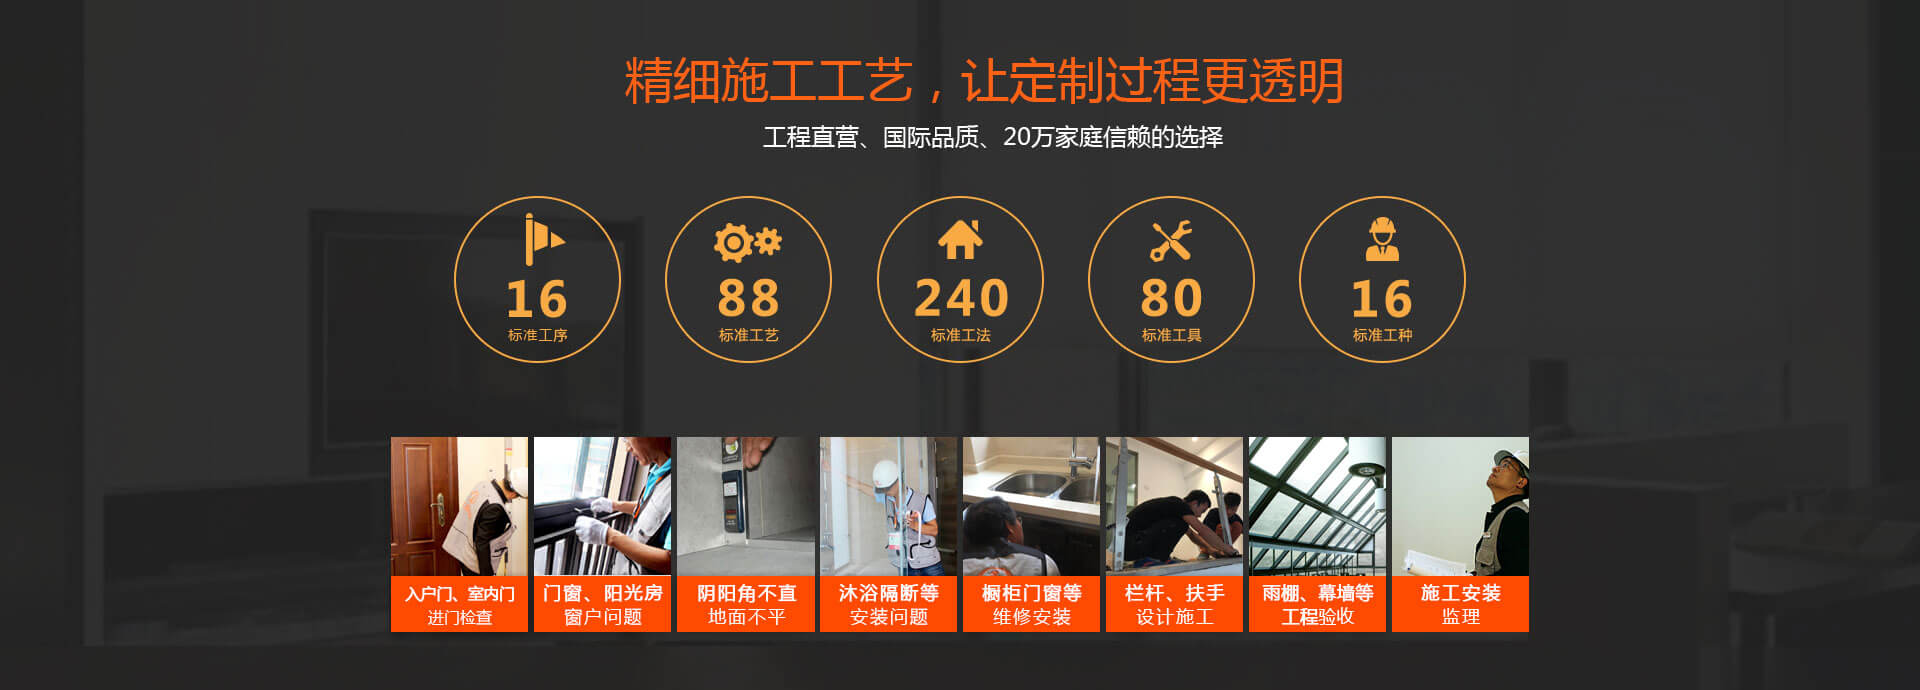 精细施工工艺，让定制过程更透明
工程直营、国际品质、20万家庭信赖的选择
16
标准工序
88
标准工艺
240
标准工法
80
标准工具
16
标准工种
入户门、室内门
进门检查
门窗、阳光房
窗户问题
阴阳角不直
地面不平
沐浴隔断等
安装问题
橱柜门窗等
维修安装
栏杆、扶手
设计施工
雨棚、幕墙等
工程验收
施工安装
监理